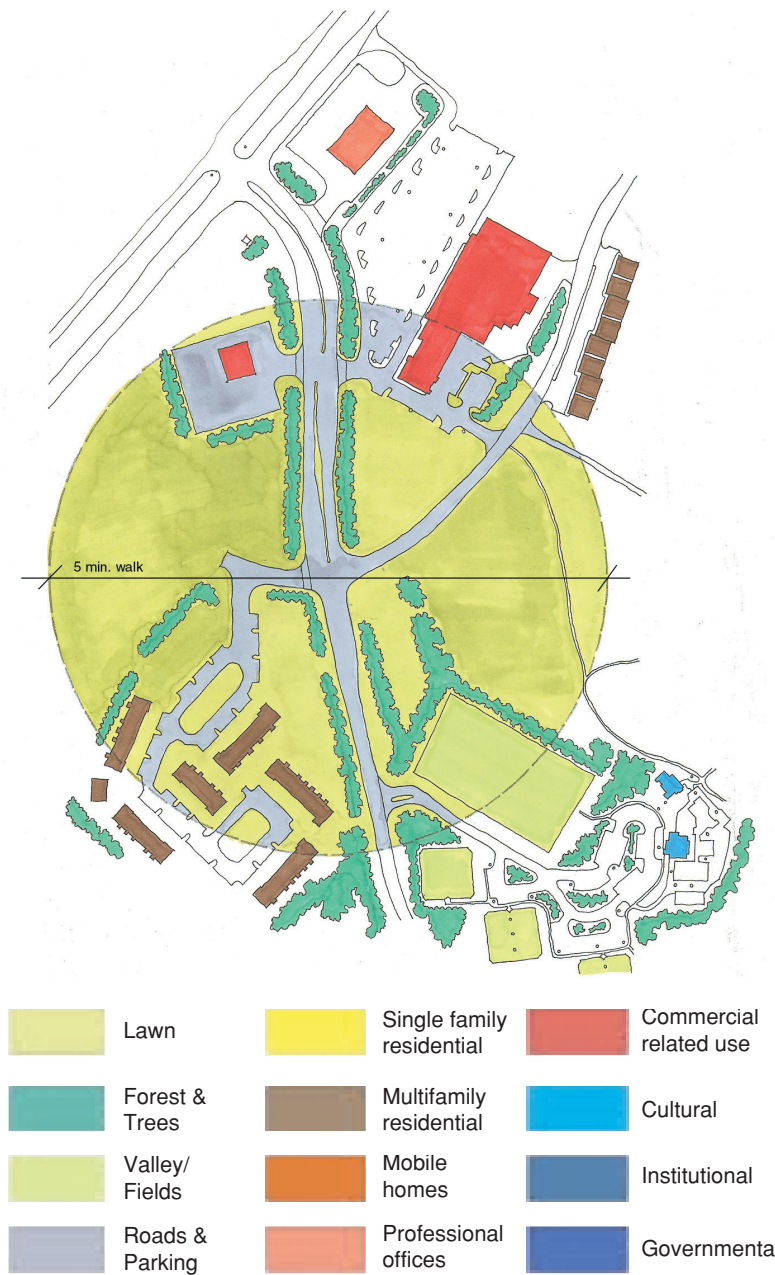 5 min. walk
Lawn
Single family
residential
Commercial
related use
Forest &
Trees
Multifamily
residential
Cultural
Valley/
Fields
Mobile
homes
Institutional
Roads &
Parking
Professional
offices
Governmenta